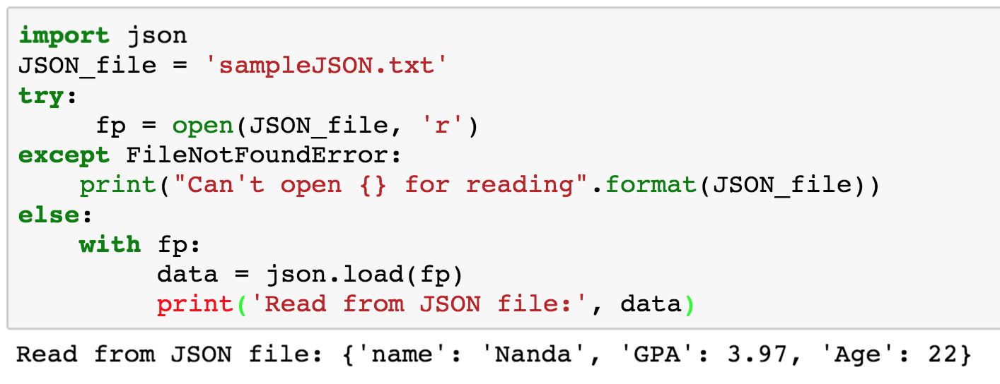 import json
JSON_file = 'sampleJSON.txt'
try:
     fp = open(JSON_file, 'r')
except FileNotFoundError:
    print("Can't open {} for reading".format(JSON_file))
else:
    with fp:
         data = json.load(fp)
         print('Read from JSON file:', data)
Read from JSON file: {'name': 'Nanda', 'GPA': 3.97, 'Age': 22}